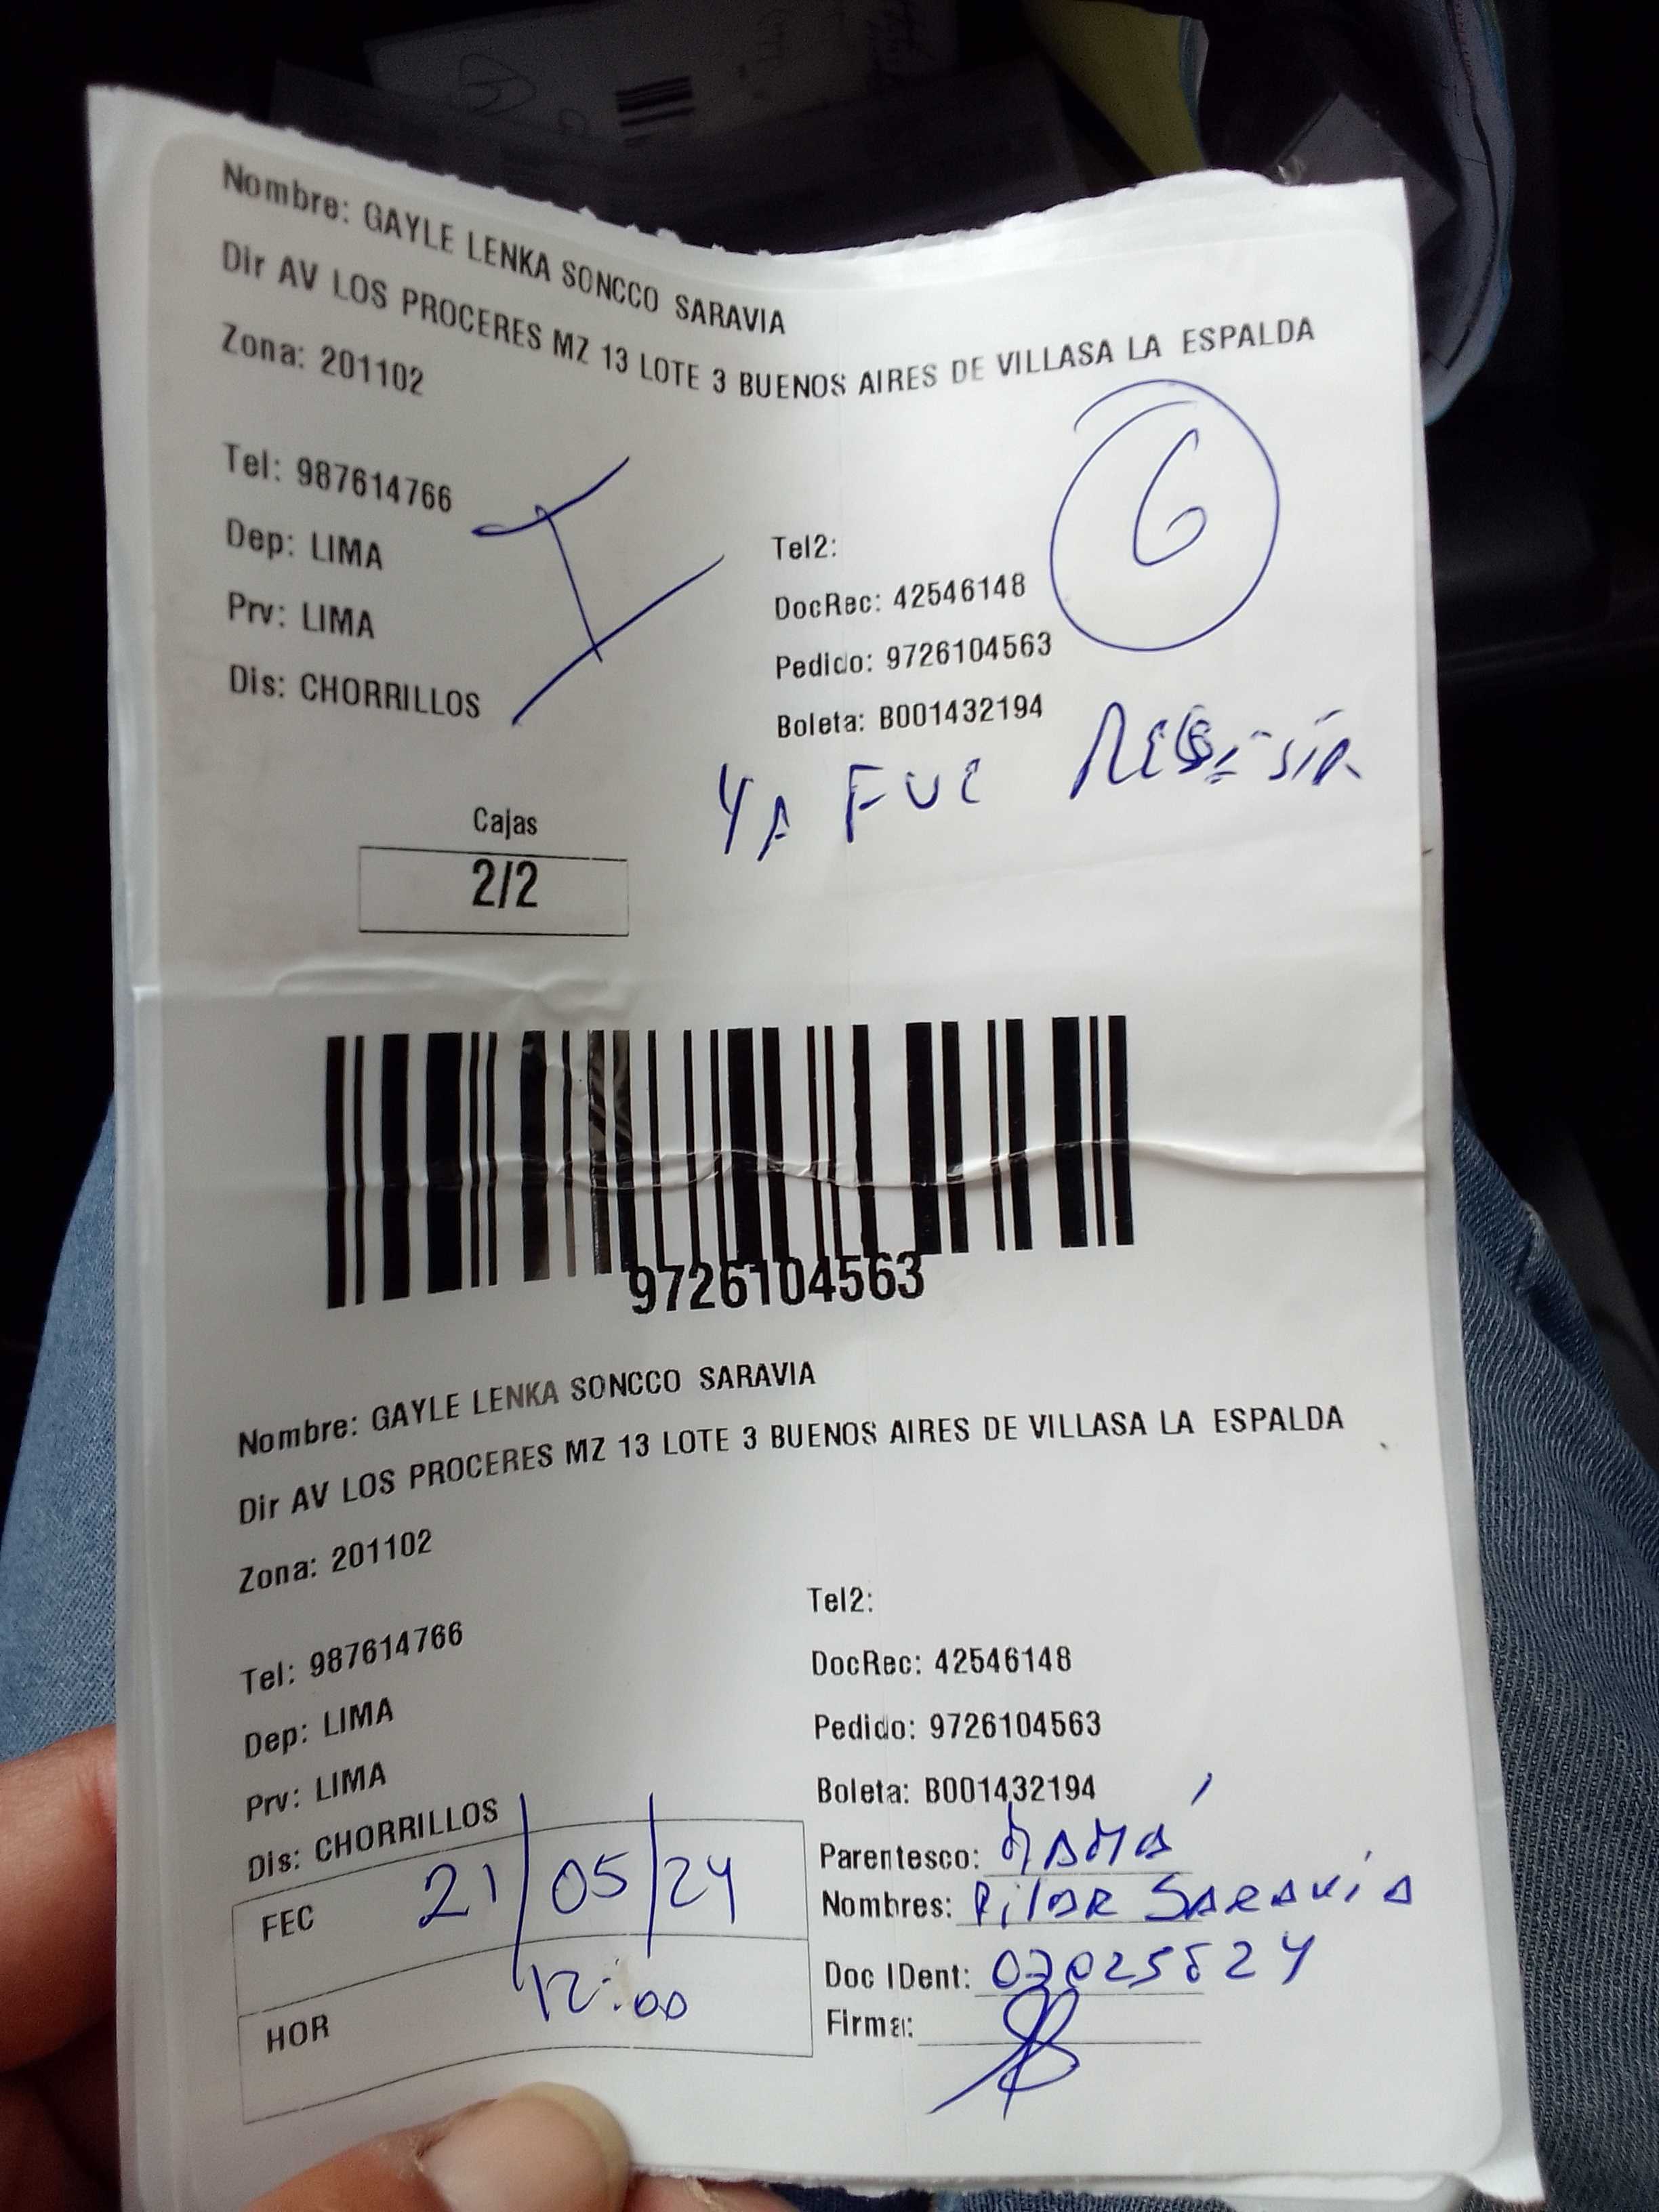 Nombre: GAYLE LENKA SONCCO SARAVIA
Dir AV LOS PROCERES MZ 13 LOTE 3 BUENOS AIRES DE VILLASA LA ESPALDA
Zona: 201102
6
Tel: 987614766
Tel2:
Dep: LIMA
DocRec: 42546148
Prv: LIMA
Pedido: 9726104563
Dis: CHORRILLOS
Boleta: B001432194
YA FUE
Cajas
2/2
9726104563
Nombre: GAYLE LENKA SONCCO SARAVIA
Dir AV LOS PROCERES MZ 13 LOTE 3 BUENOS AIRES DE VILLASA LA ESPALDA
Zona: 201102
Tel2:
Tel: 987614766
DocRec: 42546148
Dep: LIMA
Pedido: 9726104563
Prv: LIMA
Boleta: B001432194
Dis: CHORRILLOS
Parentesco: MAMÁ
FEC 21/05/24
Nombres: PilAR SARAVIA
Doc IDent:
HOR 12:00
Firma: